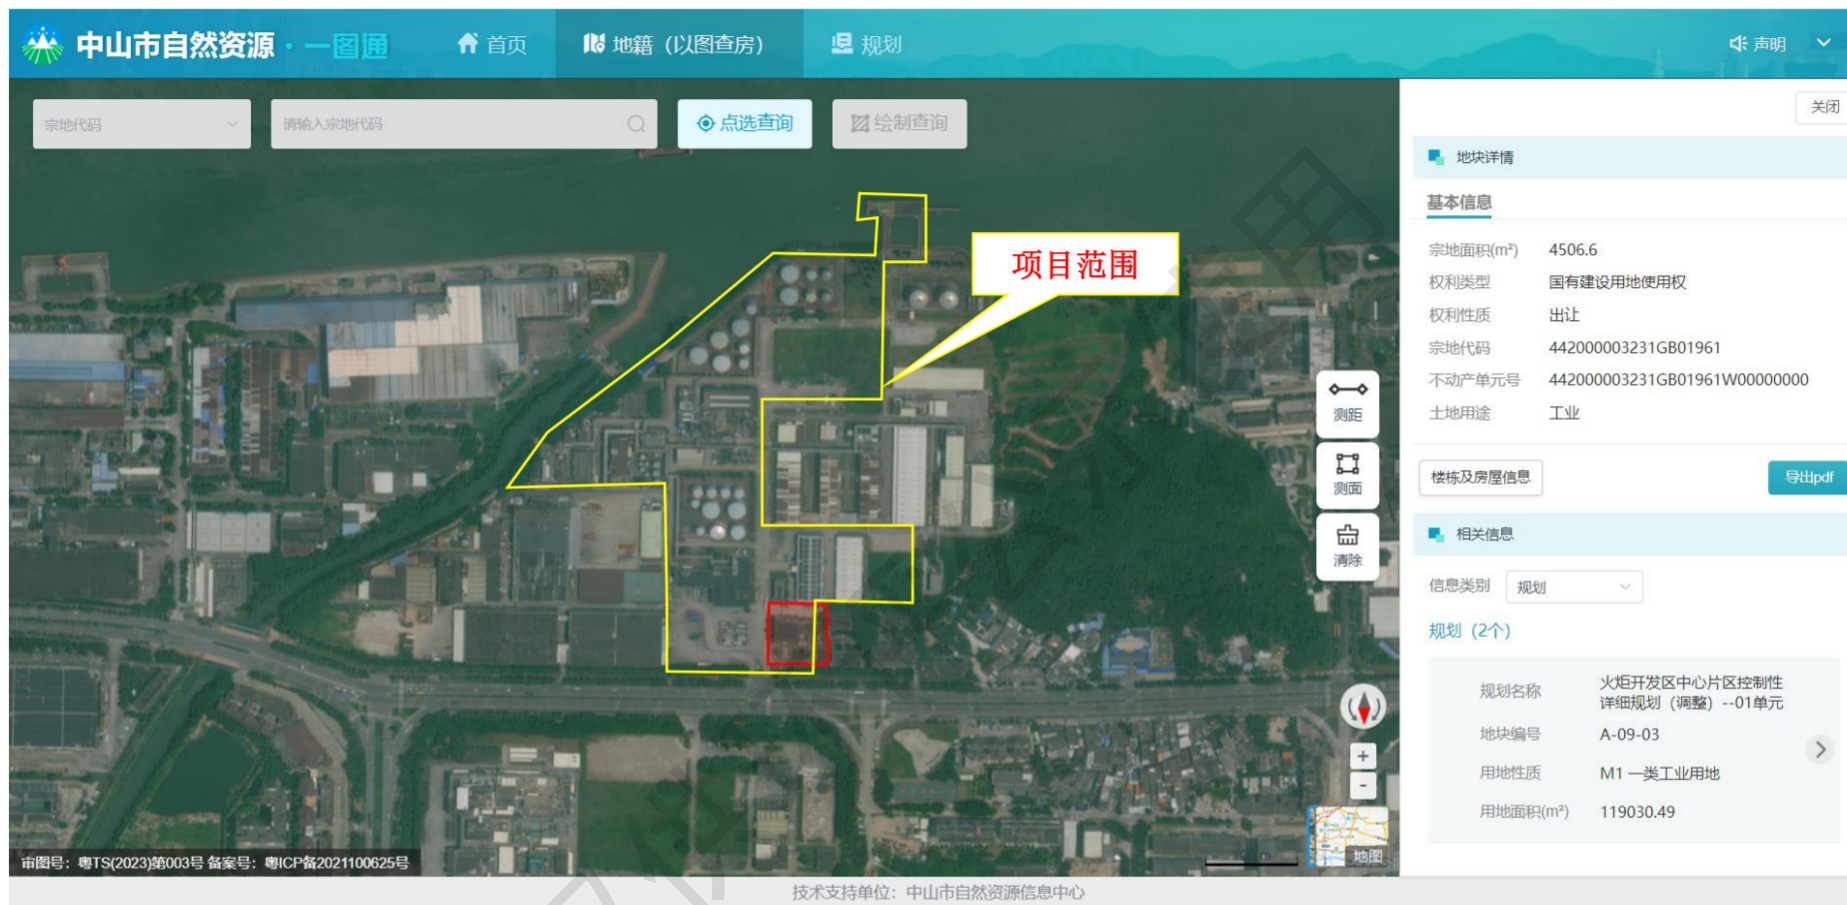 中山市自然资源·一图通
首页
地籍（以图查房）
规划
声明
宗地代码
请输入宗地代码
点选查询
绘制查询
关闭
地块详情
基本信息
宗地面积(m²) 4506.6
权利类型 国有建设用地使用权
权利性质 出让
宗地代码 442000003231GB01961
不动产单元号 442000003231GB01961W00000000
土地用途 工业
楼栋及房屋信息
导出pdf
相关信息
信息类别 规划
规划（2个）
规划名称 火炬开发区中心片区控制性
详细规划（调整）--01单元
地块编号 A-09-03
用地性质 M1 一类工业用地
用地面积(m²) 119030.49
项目范围
测距
测面
清除
+
-
地图
审图号：粤TS(2023)第003号 备案号：粤ICP备2021100625号
技术支持单位：中山市自然资源信息中心